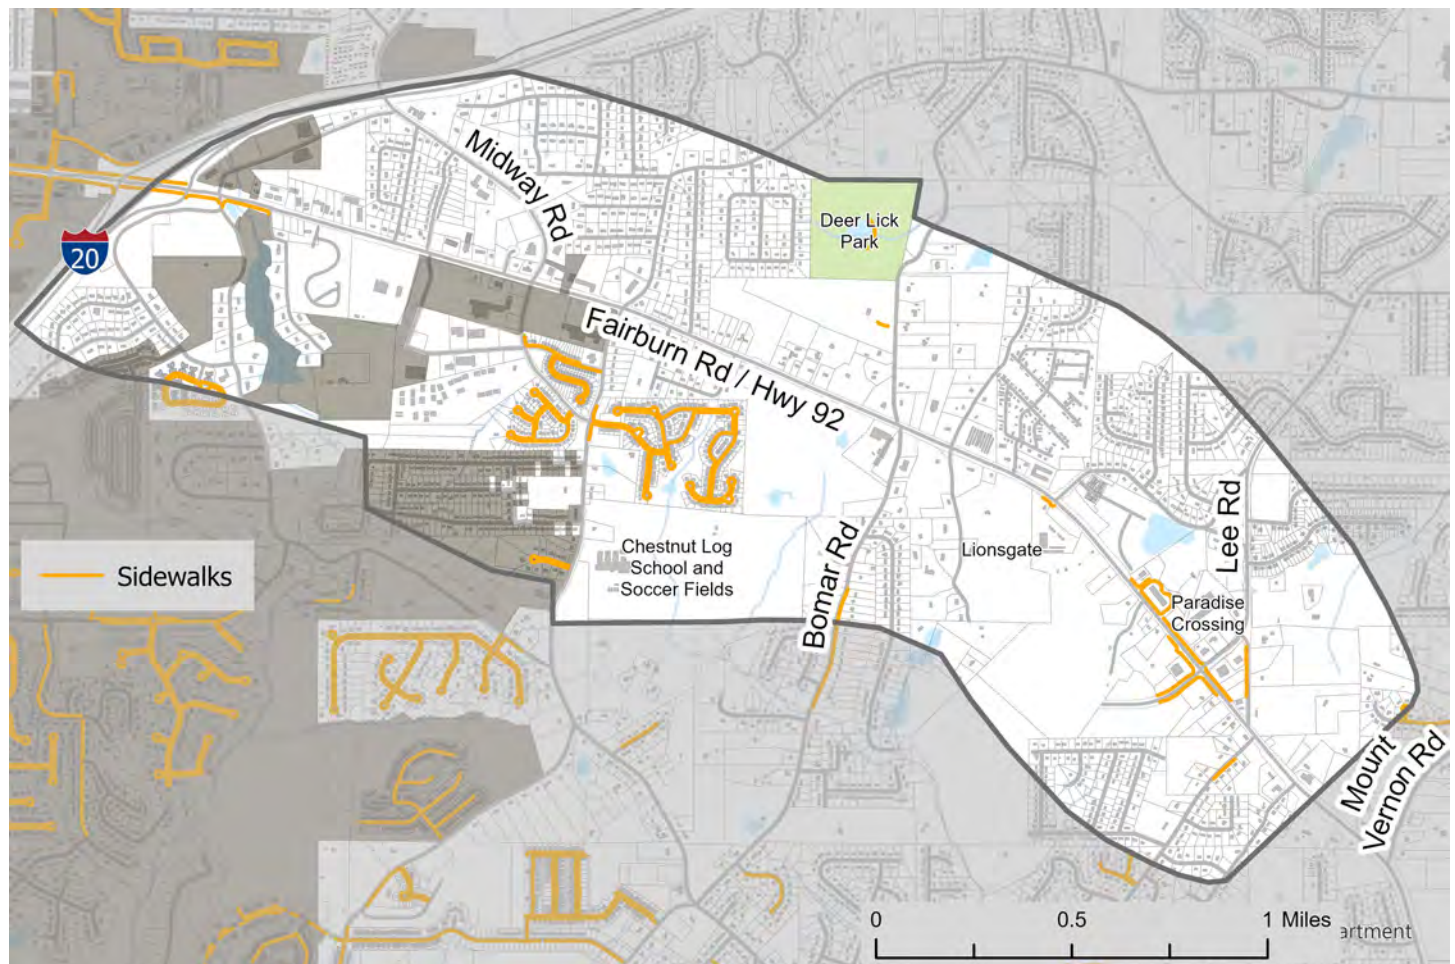 Midway Rd
Deer Lick
Park
20
Fairburn Rd / Hwy 92
Chestnut Log
School and
Soccer Fields
Lionsgate
Lee Rd
Sidewalks
Bomar Rd
Paradise
Crossing
Mount
Vernon Rd
0 0.5 1 Miles
artment